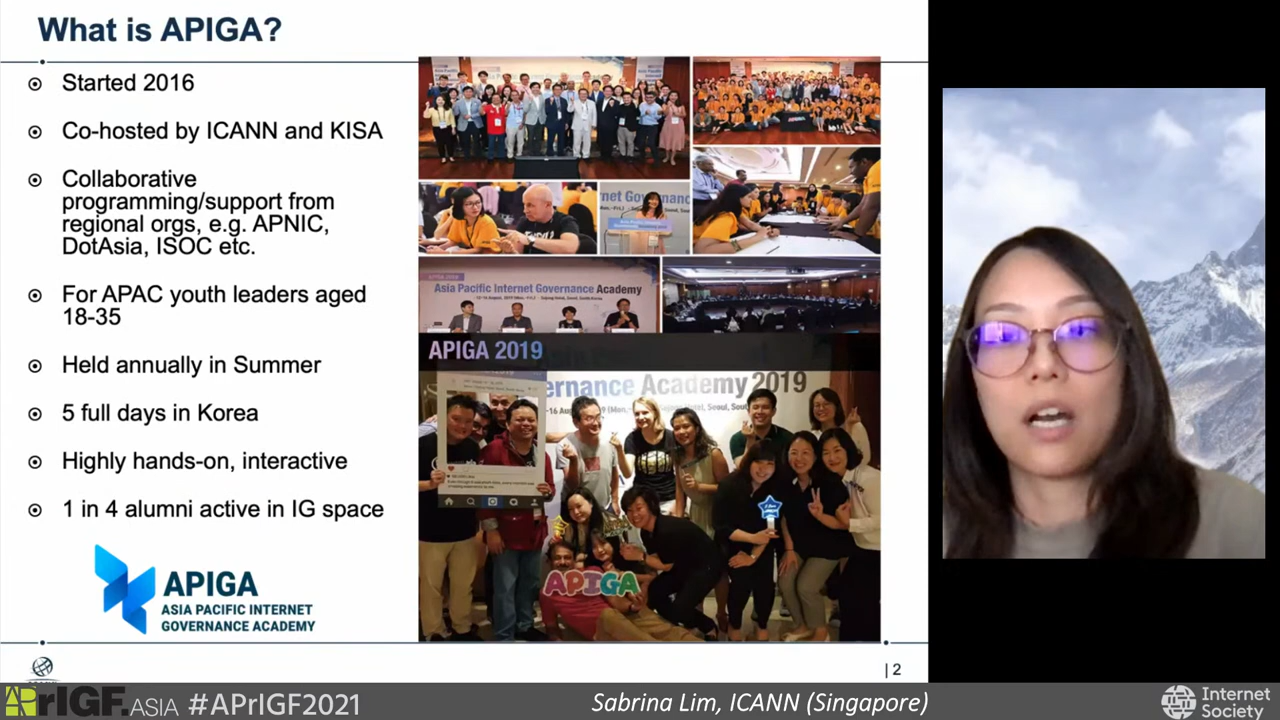 What is APIGA?
Started 2016
Co-hosted by ICANN and KISA
Collaborative
programming/support from
regional orgs, e.g. APNIC,
DotAsia, ISOC etc.
For APAC youth leaders aged
18-35
Held annually in Summer
5 full days in Korea
Highly hands-on, interactive
1 in 4 alumni active in IG space
APIGA
ASIA PACIFIC INTERNET
GOVERNANCE ACADEMY
Asia Pacific Internet Governance Academy
APIGA 2019
ernance Academy 2019
APIGA
| 2
APrIGF.ASIA #APrIGF2021
Sabrina Lim, ICANN (Singapore)
Internet
Society